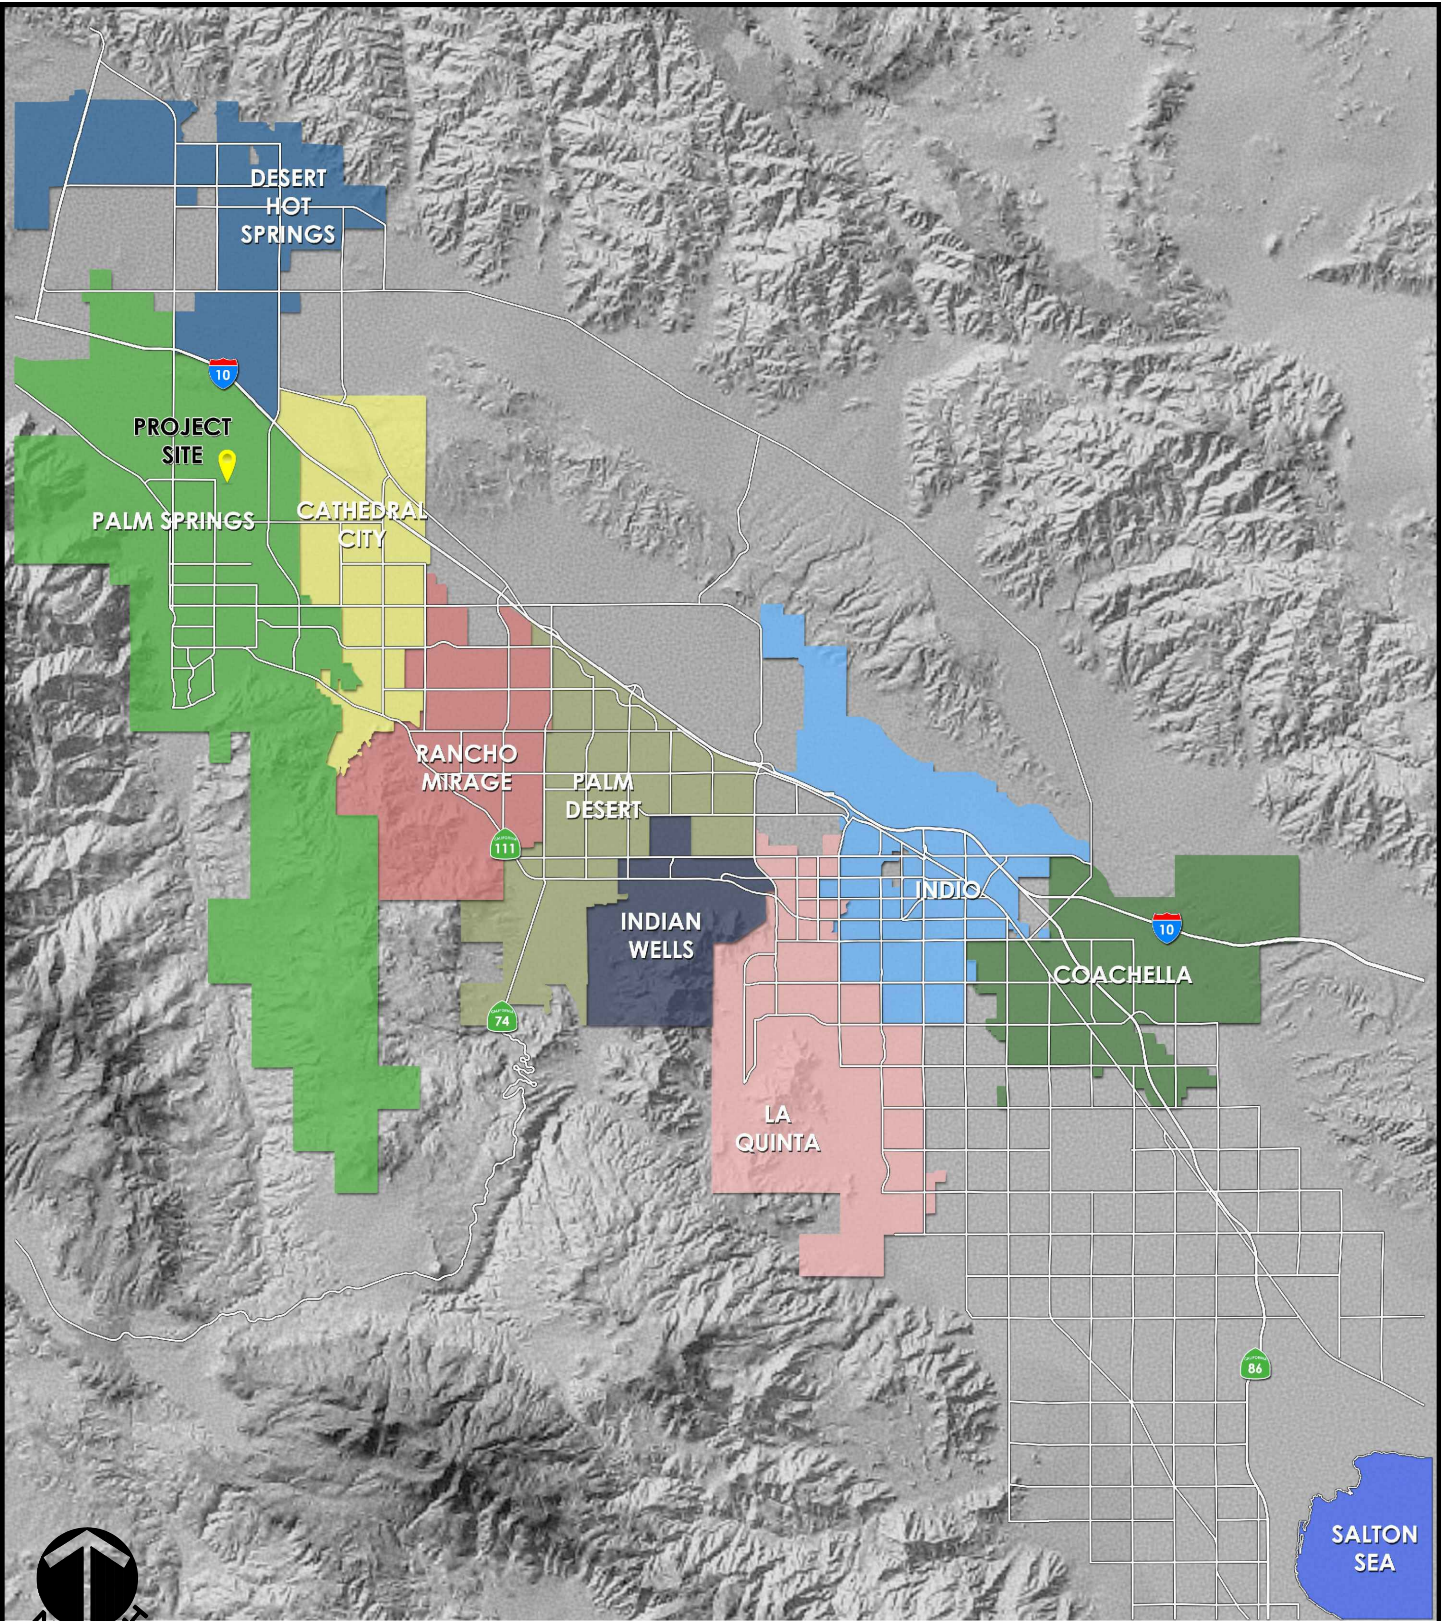 DESERT
HOT
SPRINGS
10
PROJECT
SITE
PALM SPRINGS
CATHEDRAL
CITY
RANCHO
MIRAGE
PALM
DESERT
111
INDIO
INDIAN
WELLS
10
COACHELLA
74
LA
QUINTA
86
SALTON
SEA